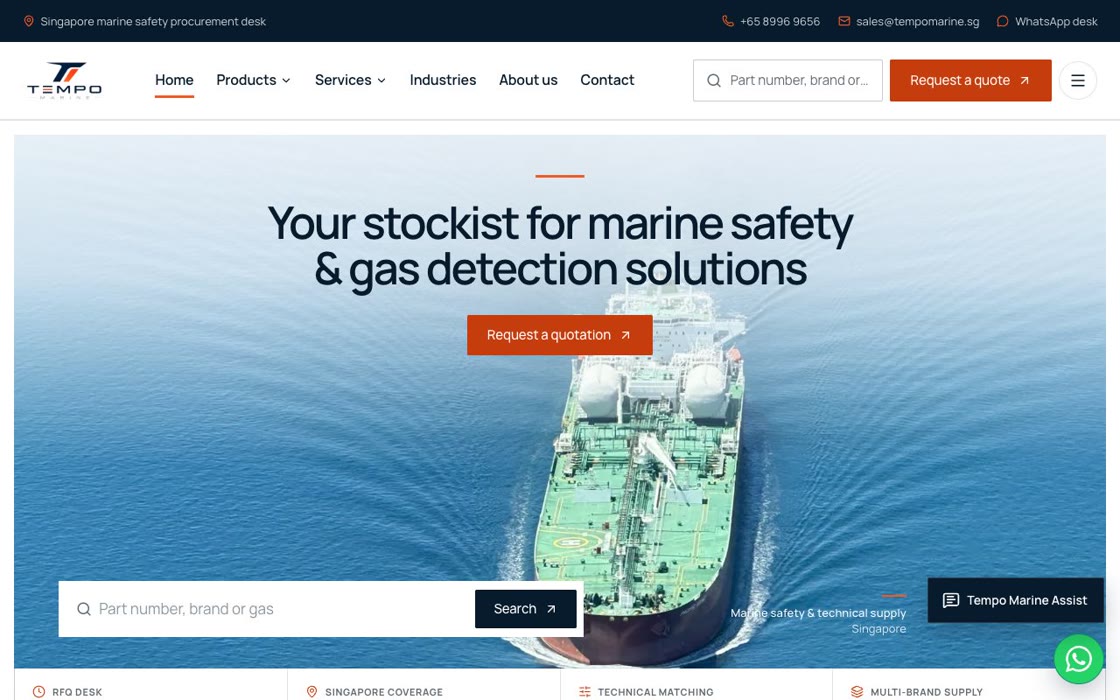 Singapore marine safety procurement desk
+65 8996 9656
sales@tempomarine.sg
WhatsApp desk
TEMPO
MARINE
Home
Products
Services
Industries
About us
Contact
Part number, brand or...
Request a quote
Your stockist for marine safety
& gas detection solutions
Request a quotation
Part number, brand or gas
Search
Marine safety & technical supply
Singapore
Tempo Marine Assist
RFQ DESK
SINGAPORE COVERAGE
TECHNICAL MATCHING
MULTI-BRAND SUPPLY